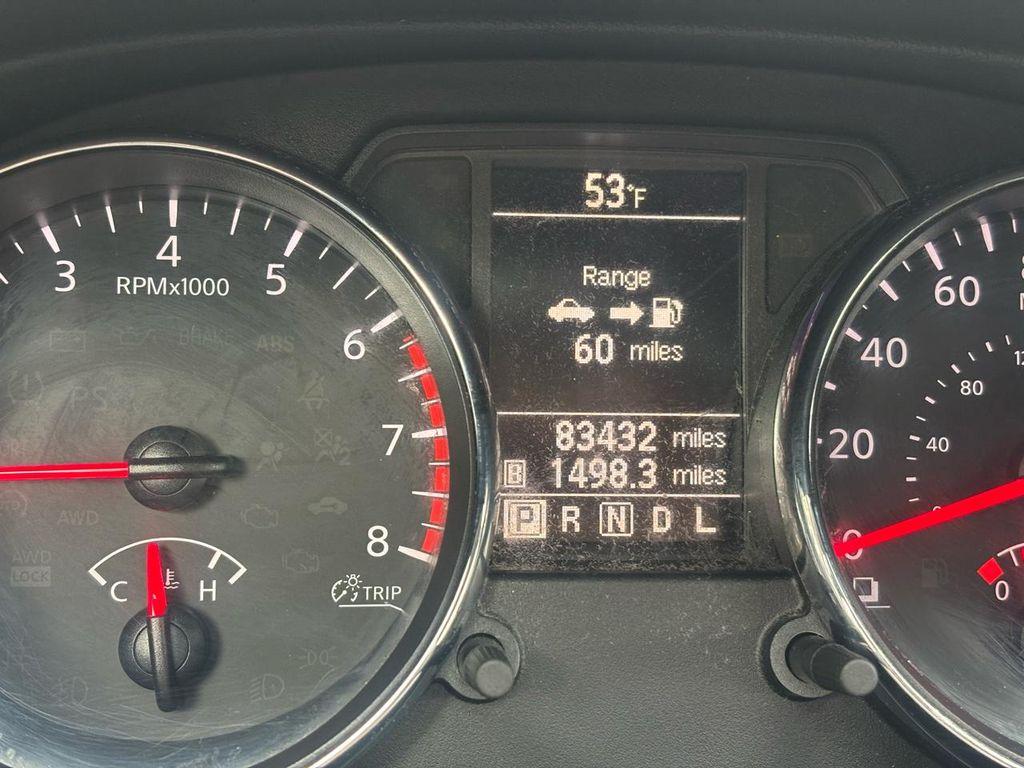 53°F
Range
60 miles
83432 miles
B 1498.3 miles
P R N D L
3 4 5 6 7 8
RPMx1000
BRAKE
ABS
PS
AWD
AWD
LOCK
C H
TRIP
0 20 40 60
40 80
0